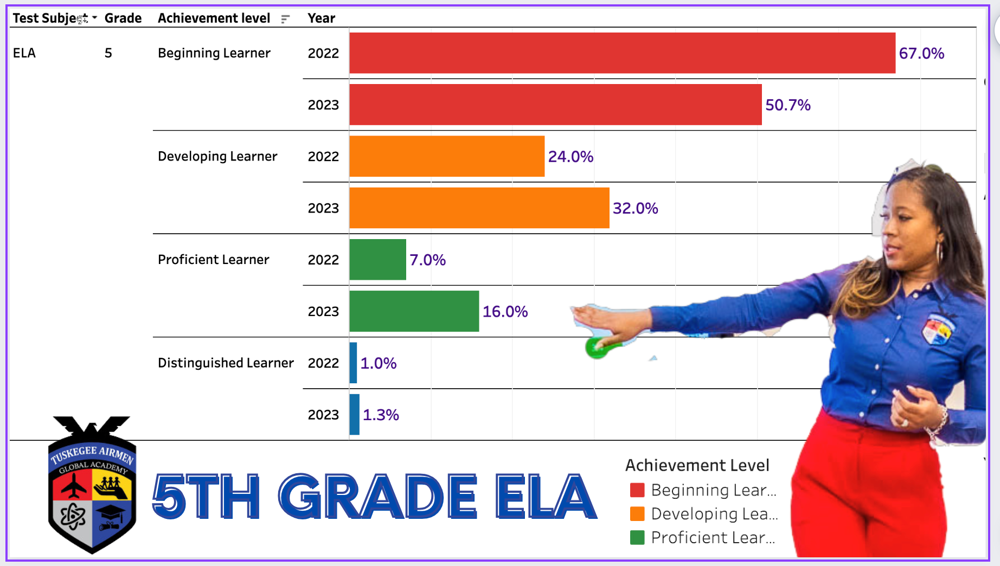 Test Subject Grade Achievement level Year
ELA 5 Beginning Learner 2022 67.0%
2023 50.7%
Developing Learner 2022 24.0%
2023 32.0%
Proficient Learner 2022 7.0%
2023 16.0%
Distinguished Learner 2022 1.0%
2023 1.3%
TUSKEGEE AIRMEN
GLOBAL ACADEMY
5TH GRADE ELA
Achievement Level
Beginning Lear...
Developing Lea...
Proficient Lear...